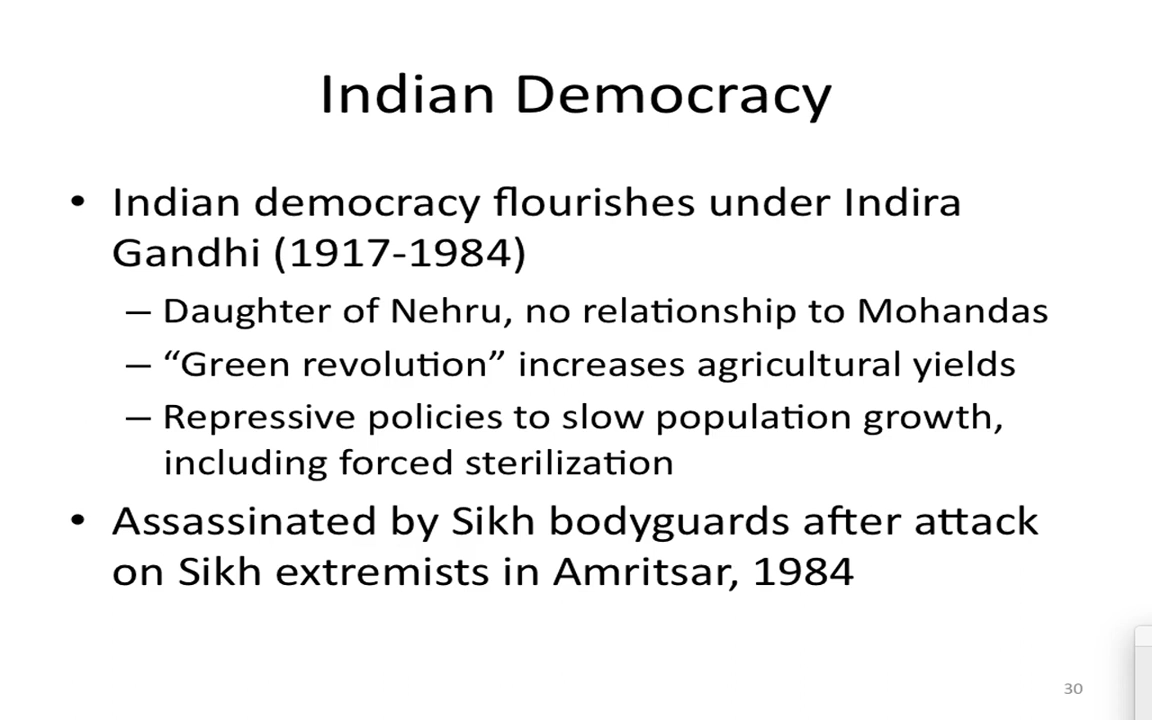 Indian Democracy
• Indian democracy flourishes under Indira
Gandhi (1917-1984)
– Daughter of Nehru, no relationship to Mohandas
– “Green revolution” increases agricultural yields
– Repressive policies to slow population growth,
including forced sterilization
• Assassinated by Sikh bodyguards after attack
on Sikh extremists in Amritsar, 1984
30